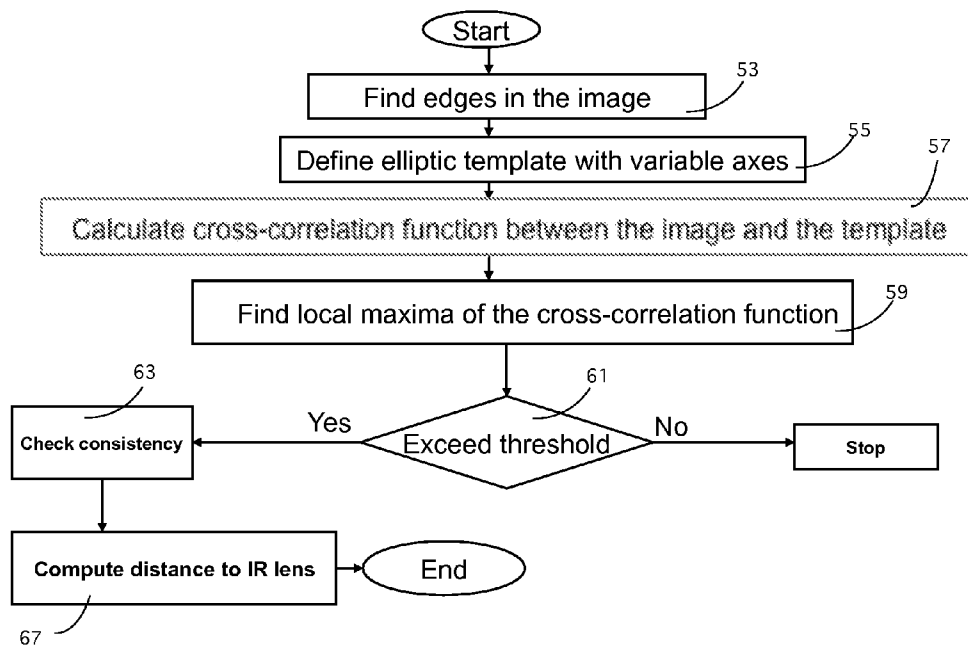 Start
53
Find edges in the image
55
Define elliptic template with variable axes
57
Calculate cross-correlation function between the image and the template
59
Find local maxima of the cross-correlation function
61
Exceed threshold
Yes
No
63
Check consistency
Stop
Compute distance to IR lens
End
67